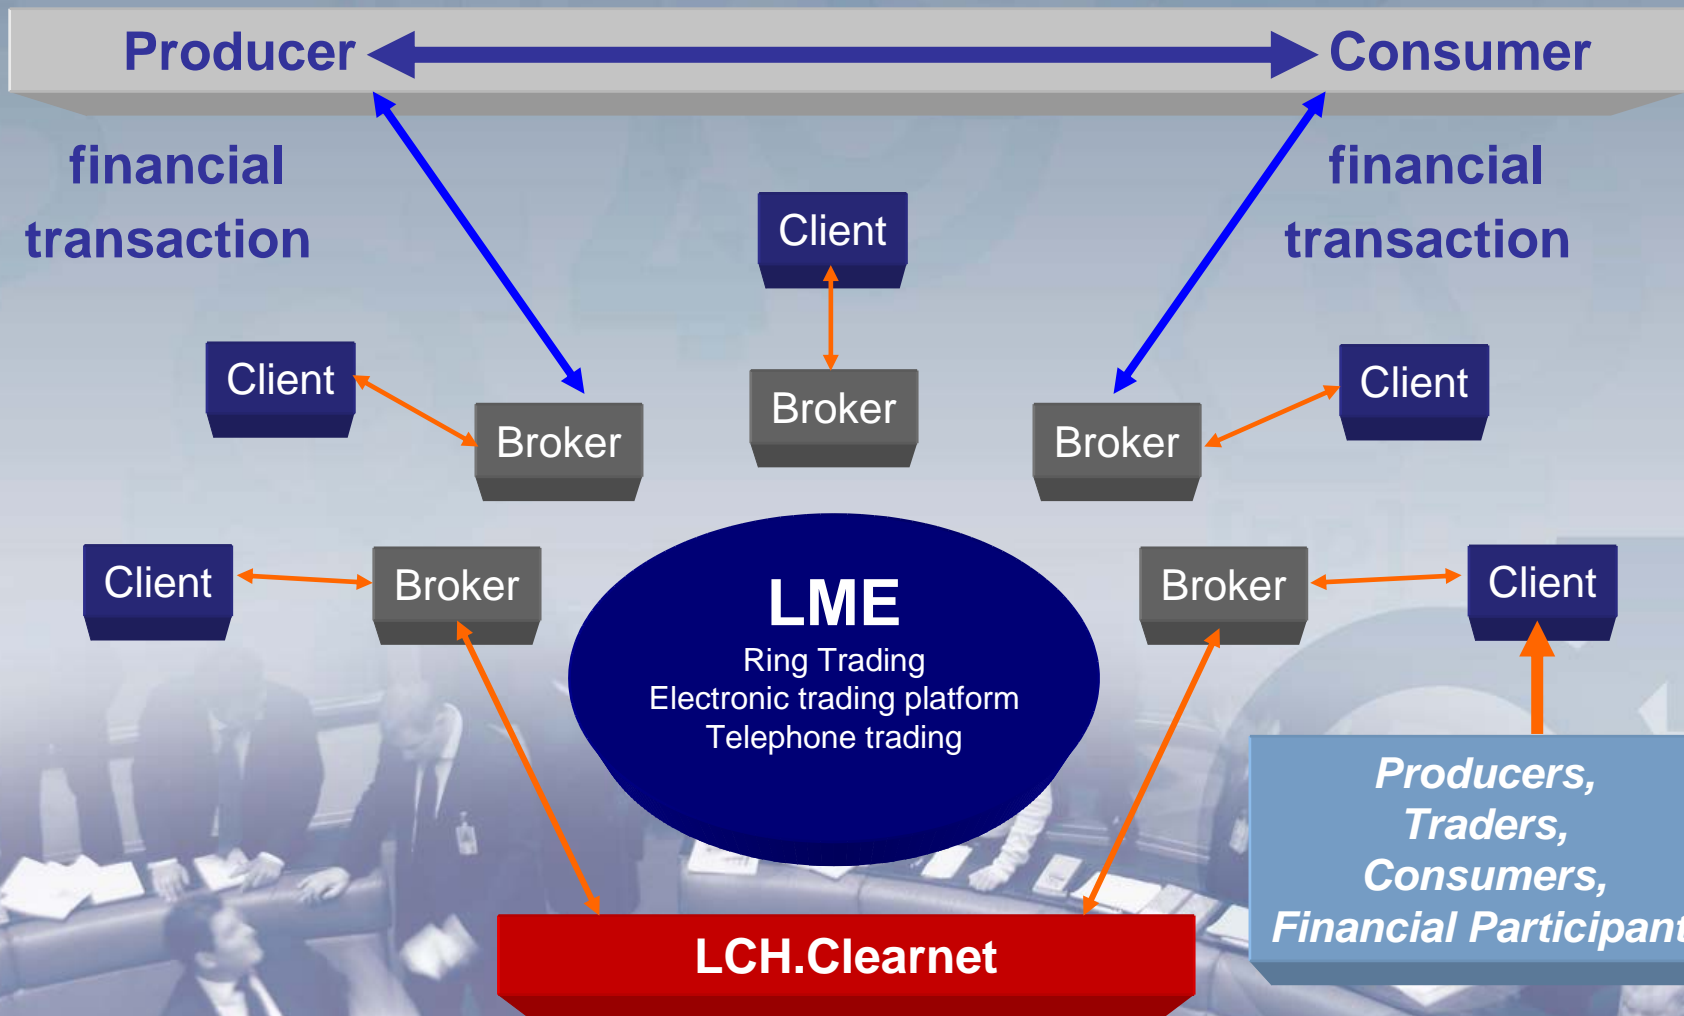 Producer
Consumer
financial
transaction
financial
transaction
Client
Client
Broker
Client
Broker
Broker
Client
Broker
Broker
Client
LME
Ring Trading
Electronic trading platform
Telephone trading
Producers,
Traders,
Consumers,
Financial Participant
LCH.Clearnet